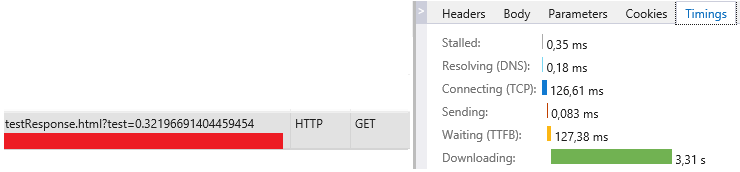 > Headers Body Parameters Cookies Timings
Stalled: 0,35 ms
Resolving (DNS): 0,18 ms
Connecting (TCP): 126,61 ms
Sending: 0,083 ms
Waiting (TTFB): 127,38 ms
Downloading: 3,31 s
testResponse.html?test=0.32196691404459454 HTTP GET